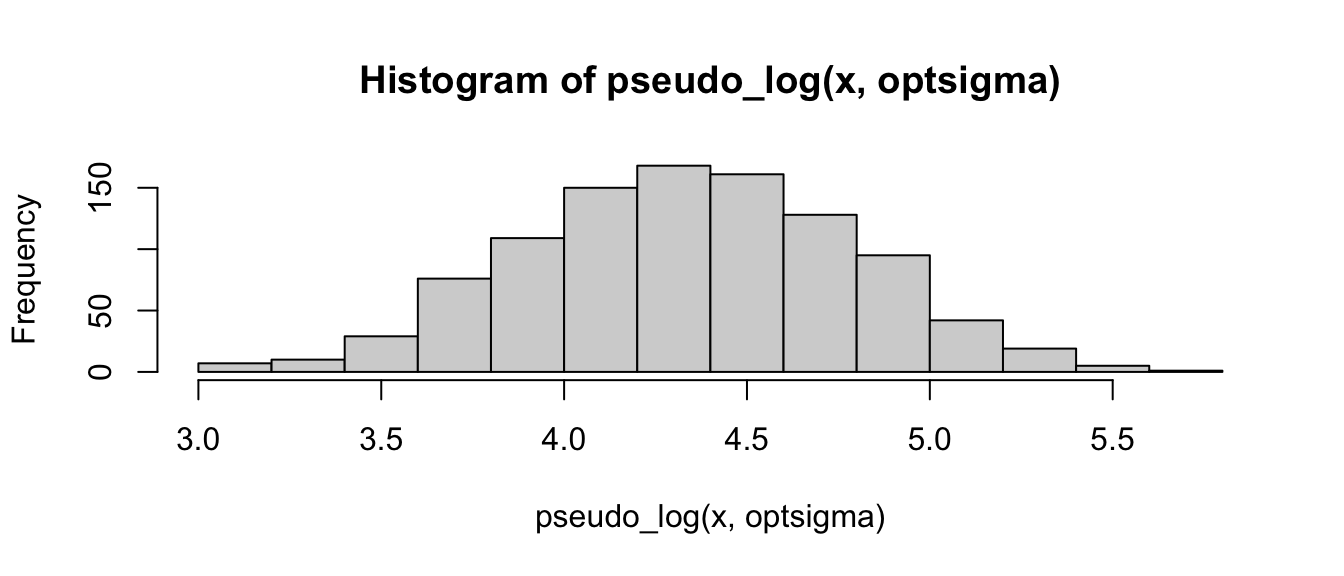 Histogram of pseudo_log(x, optsigma)
Frequency
150
50
0
3.0 3.5 4.0 4.5 5.0 5.5
pseudo_log(x, optsigma)